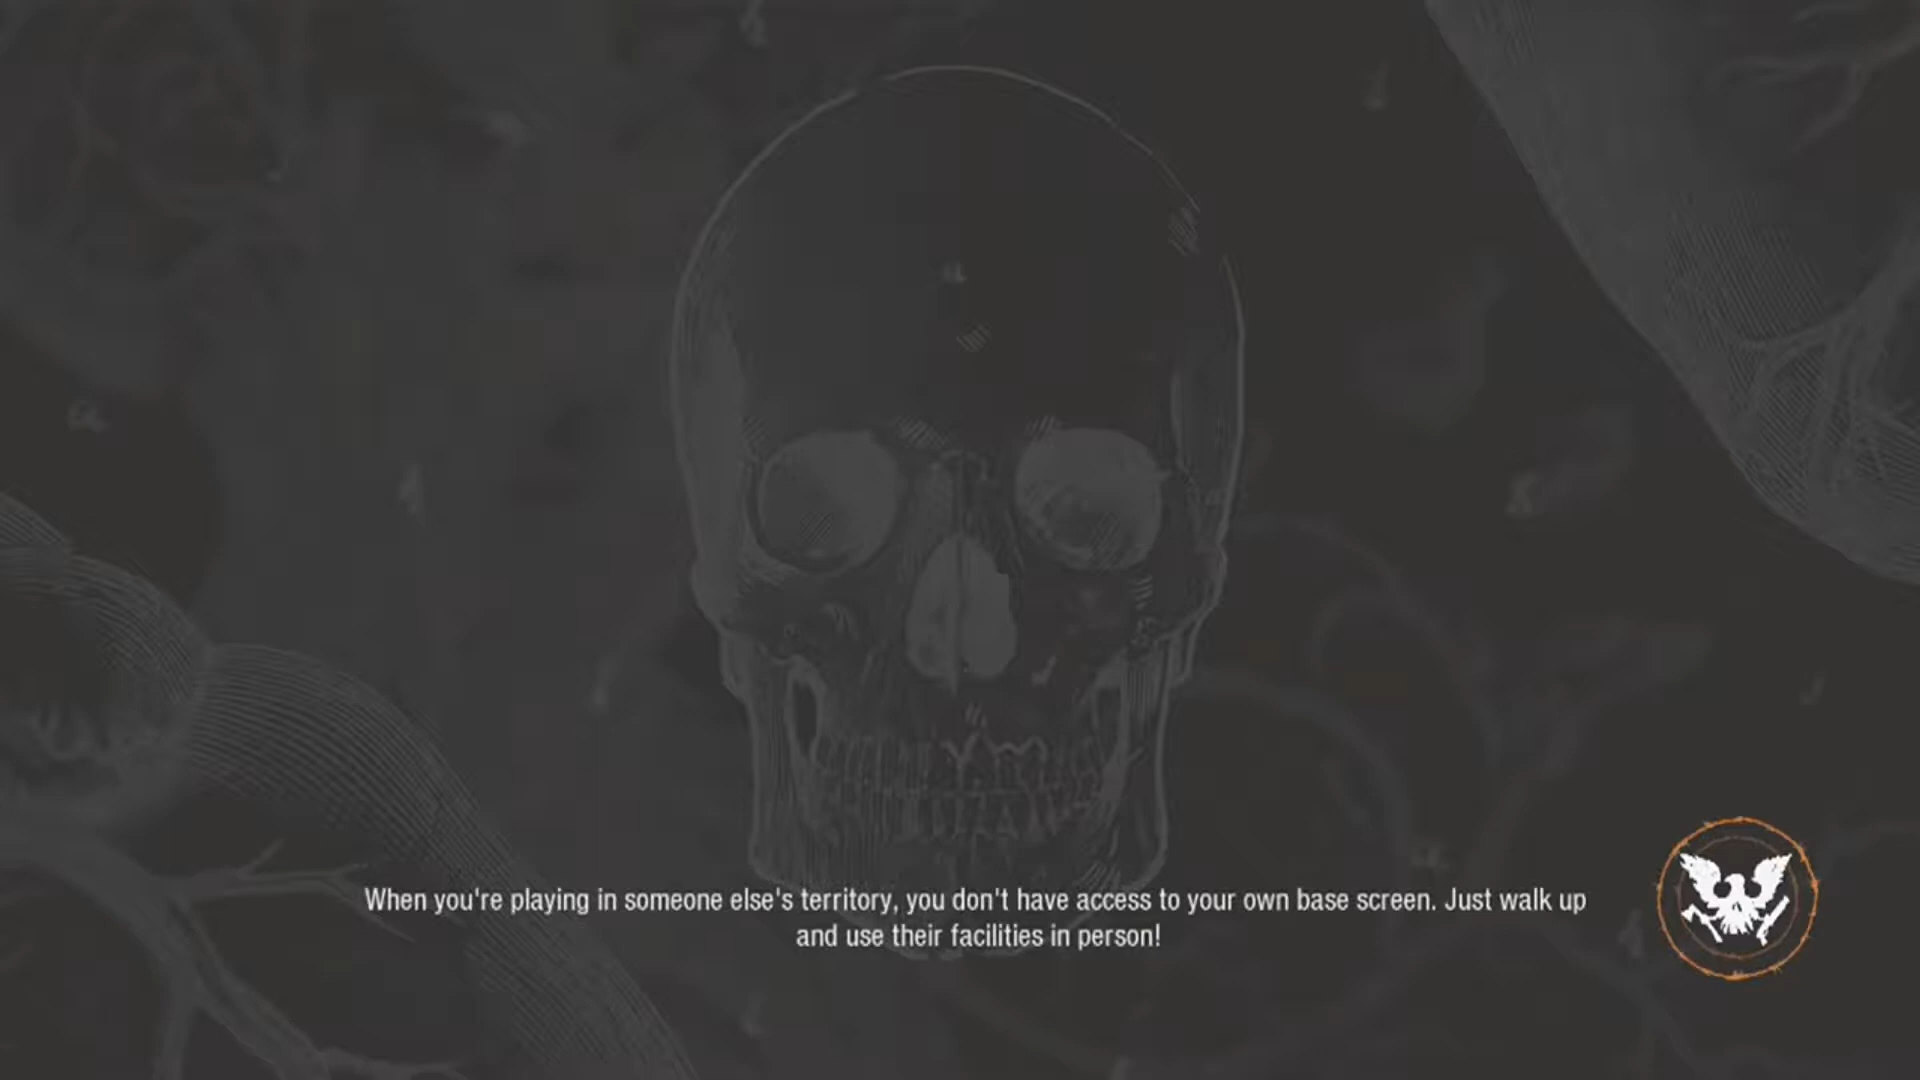 When you're playing in someone else's territory, you don't have access to your own base screen. Just walk up
and use their facilities in person!